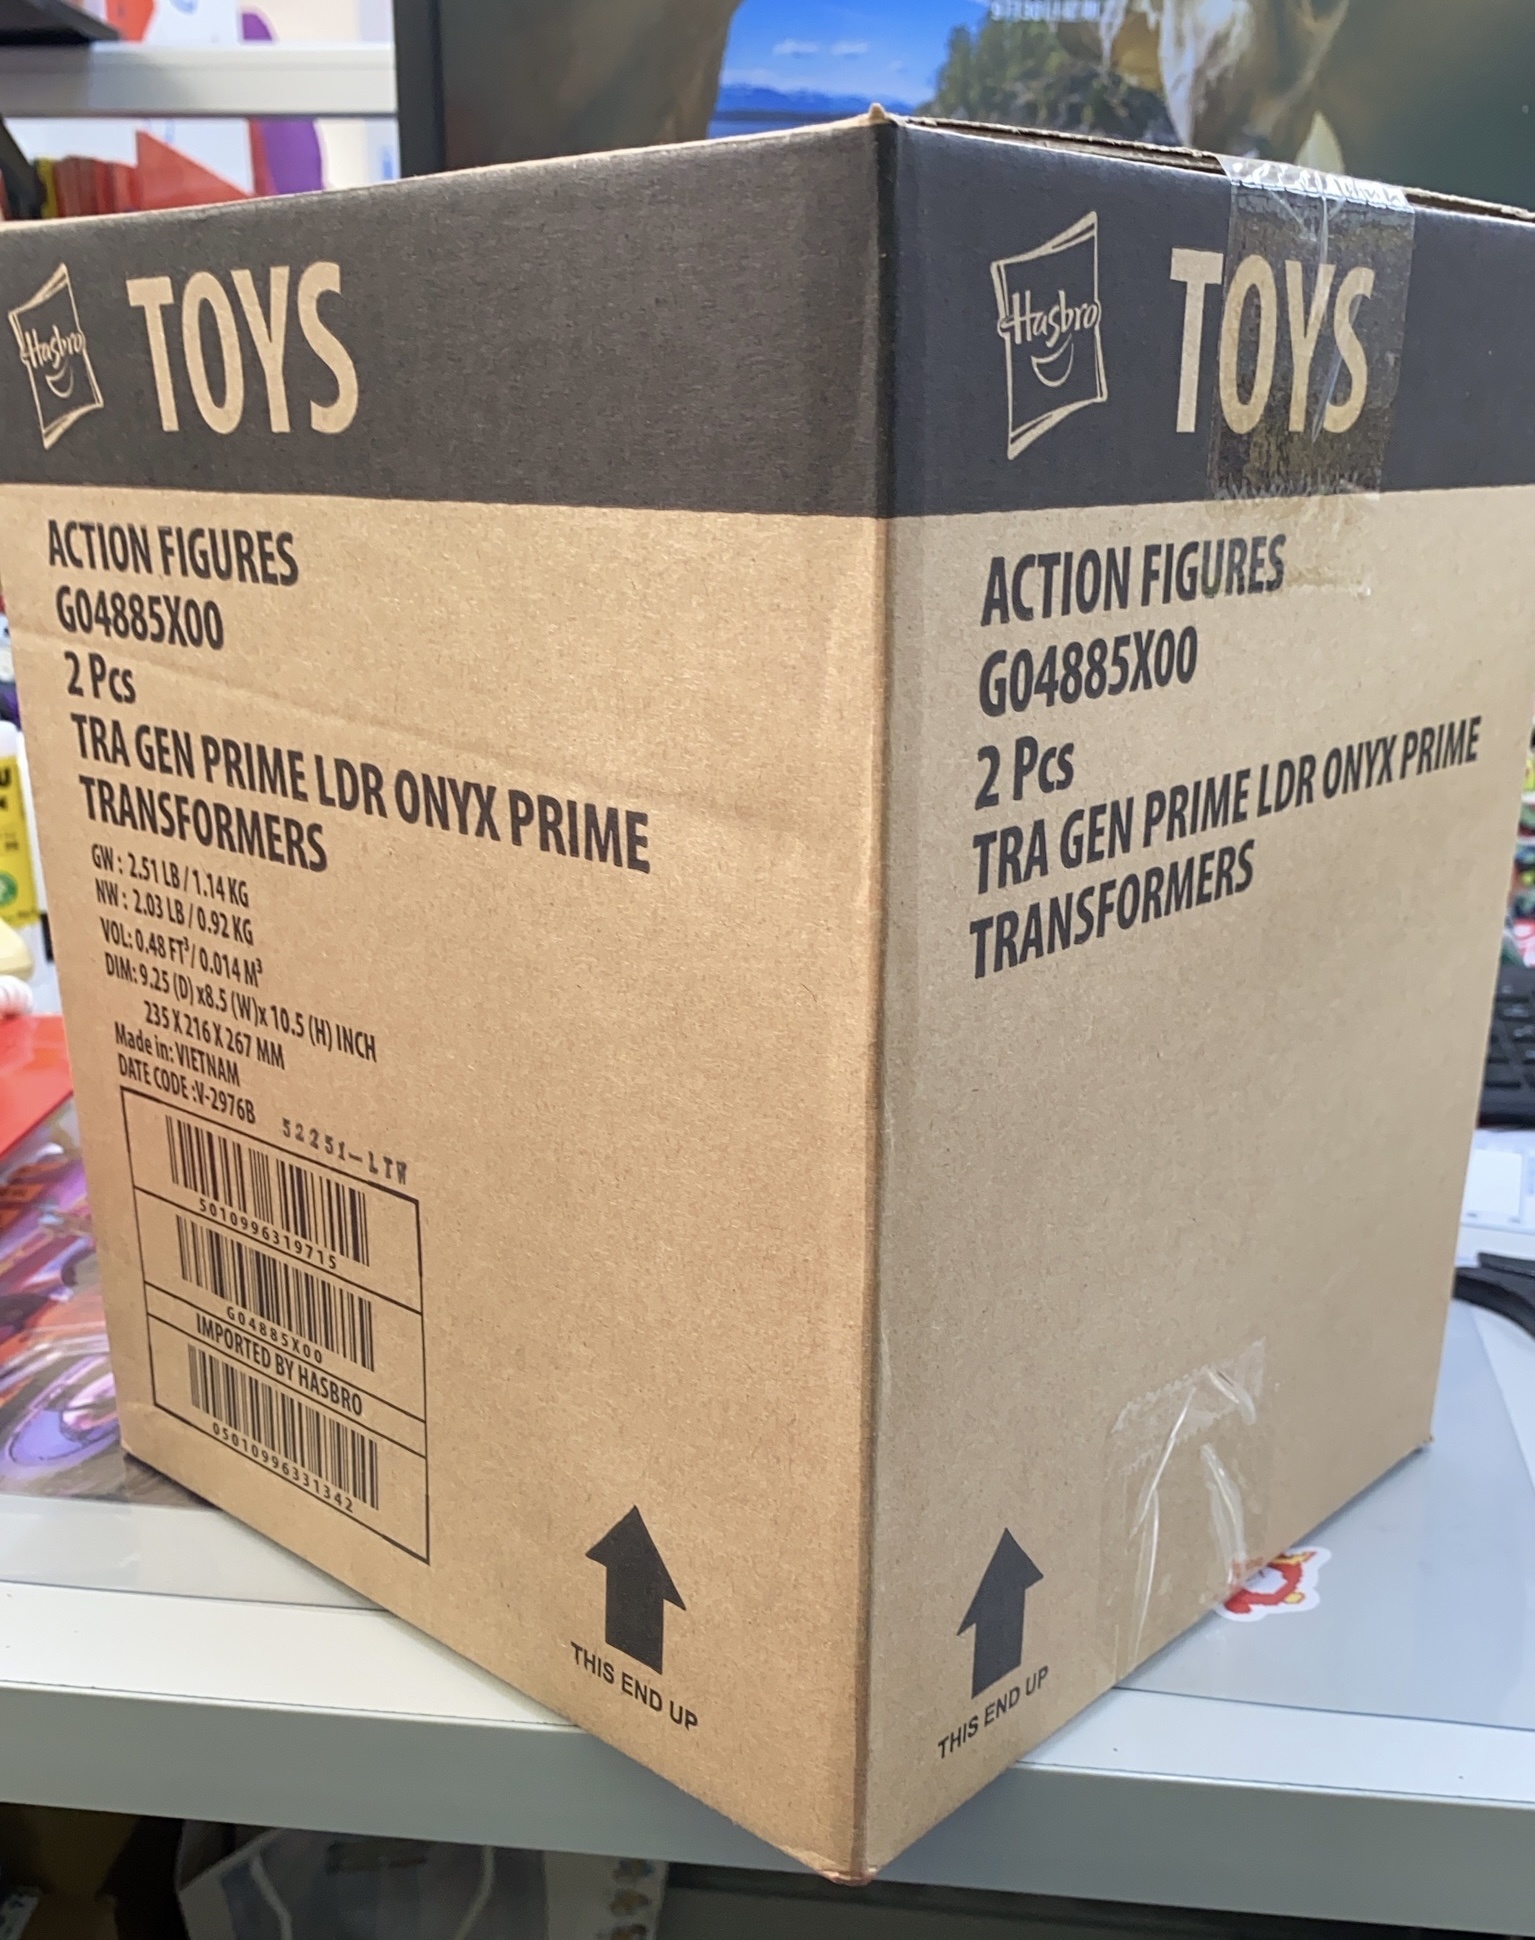 Hasbro TOYS
ACTION FIGURES
G04885X00
2 Pcs
TRA GEN PRIME LDR ONYX PRIME
TRANSFORMERS
GW : 2.51 LB / 1.14 KG
NW : 2.03 LB / 0.92 KG
VOL: 0.48 FT³/ 0.014 M³
DIM: 9.25 (D) x8.5 (W)x 10.5 (H) INCH
235 X 216 X 267 MM
Made in: VIETNAM
DATE CODE :V-2976B
52251-LTW
5010996319715
G04885X00
IMPORTED BY HASBRO
05010996331342
THIS END UP
Hasbro TOYS
ACTION FIGURES
G04885X00
2 Pcs
TRA GEN PRIME LDR ONYX PRIME
TRANSFORMERS
THIS END UP